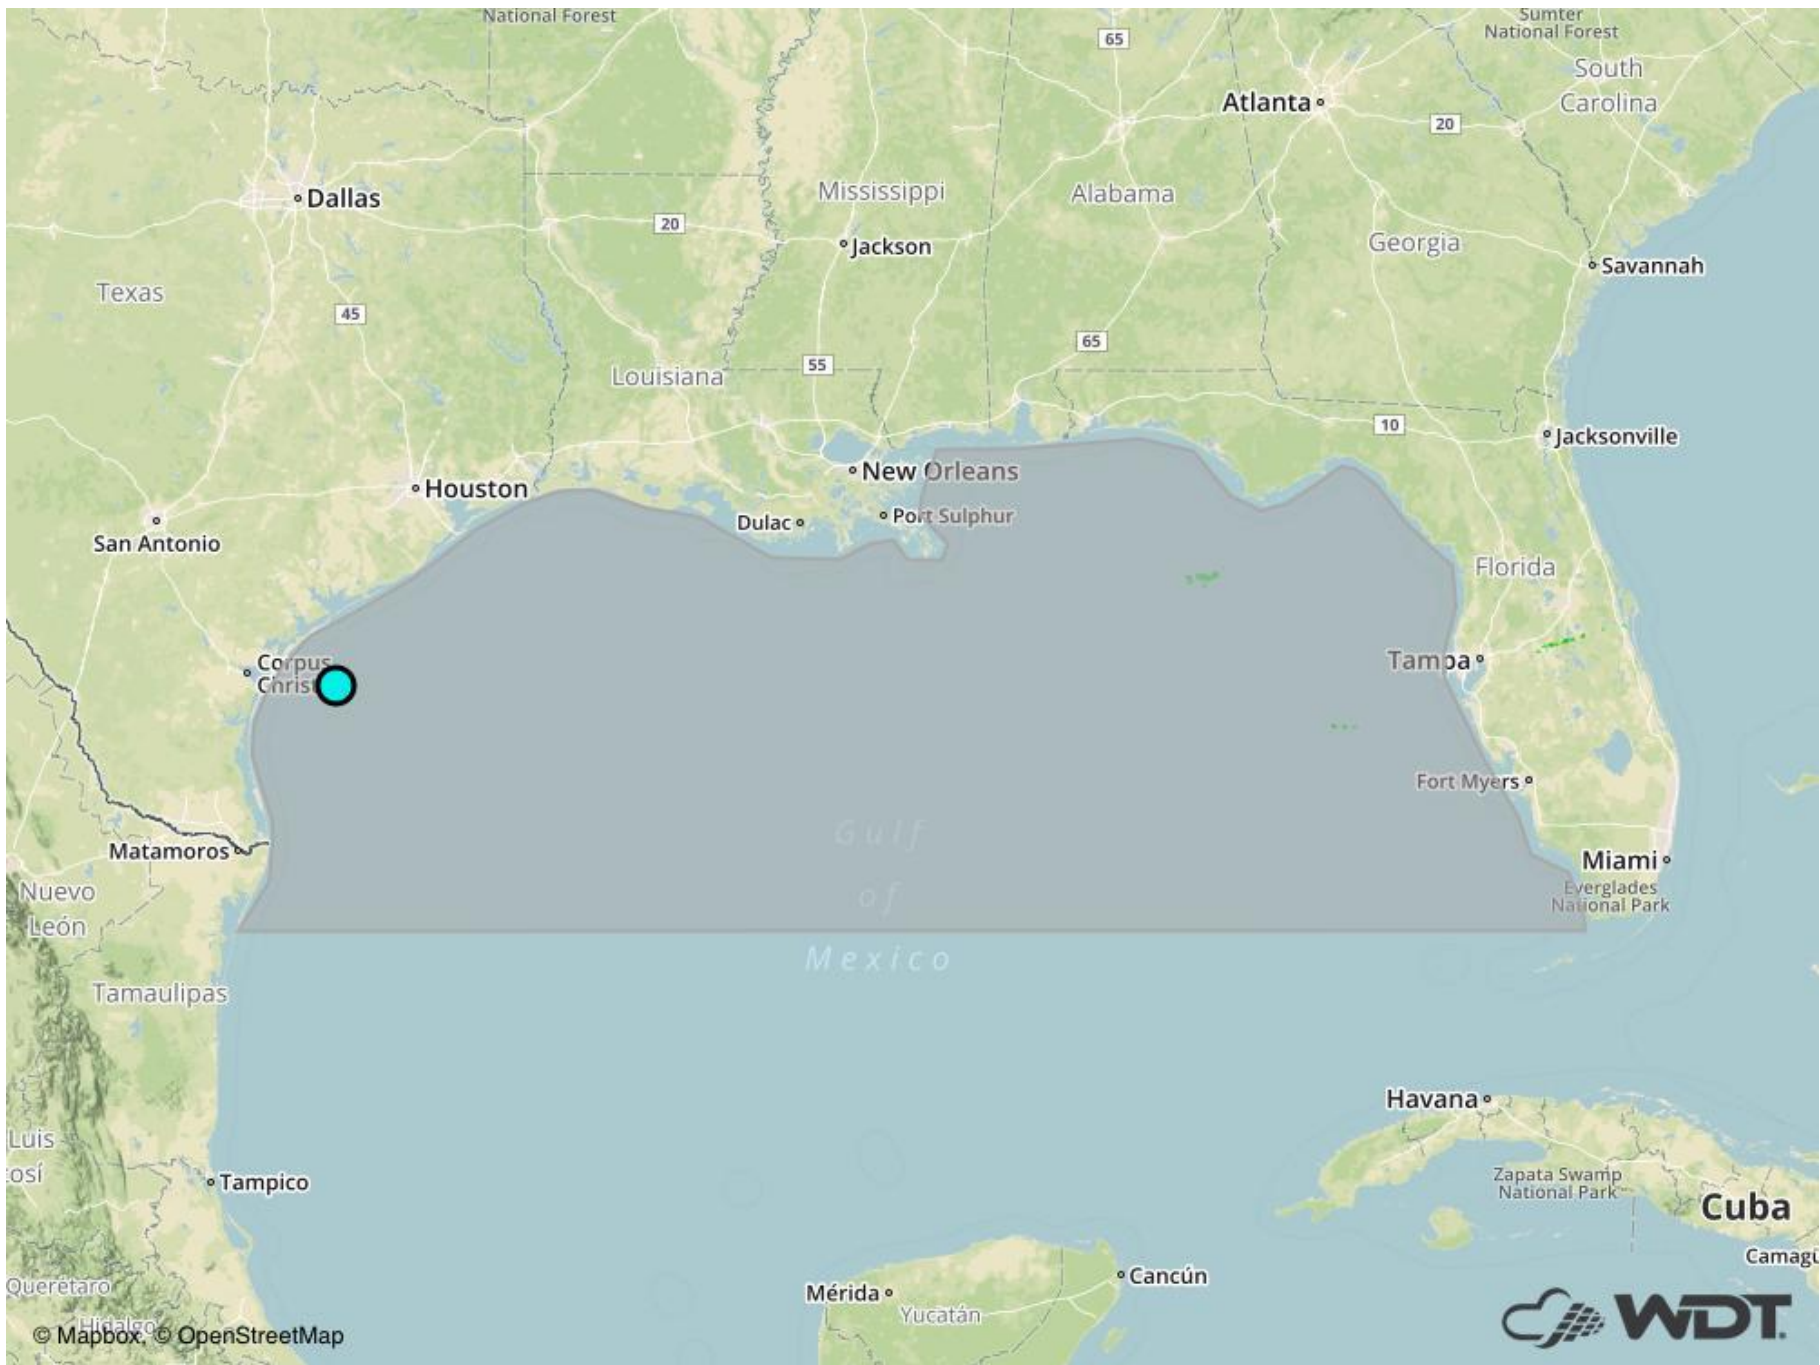 National Forest
65
Sumter
National Forest
South
Carolina
Atlanta
20
Dallas
Mississippi
Alabama
20
Jackson
Georgia
Savannah
Texas
45
65
55
Louisiana
10
Jacksonville
New Orleans
Houston
Dulac
Port Sulphur
San Antonio
Florida
Corpus
Christ
Tampa
Fort Myers
Gulf
of
Mexico
Matamoros
Miami
Everglades
National Park
Nuevo
León
Tamaulipas
Havana
Luis
osí
Tampico
Zapata Swamp
National Park
Cuba
Camagü
Cancún
Mérida
Yucatán
Querétaro
Hidalgo
© Mapbox, © OpenStreetMap
WDT